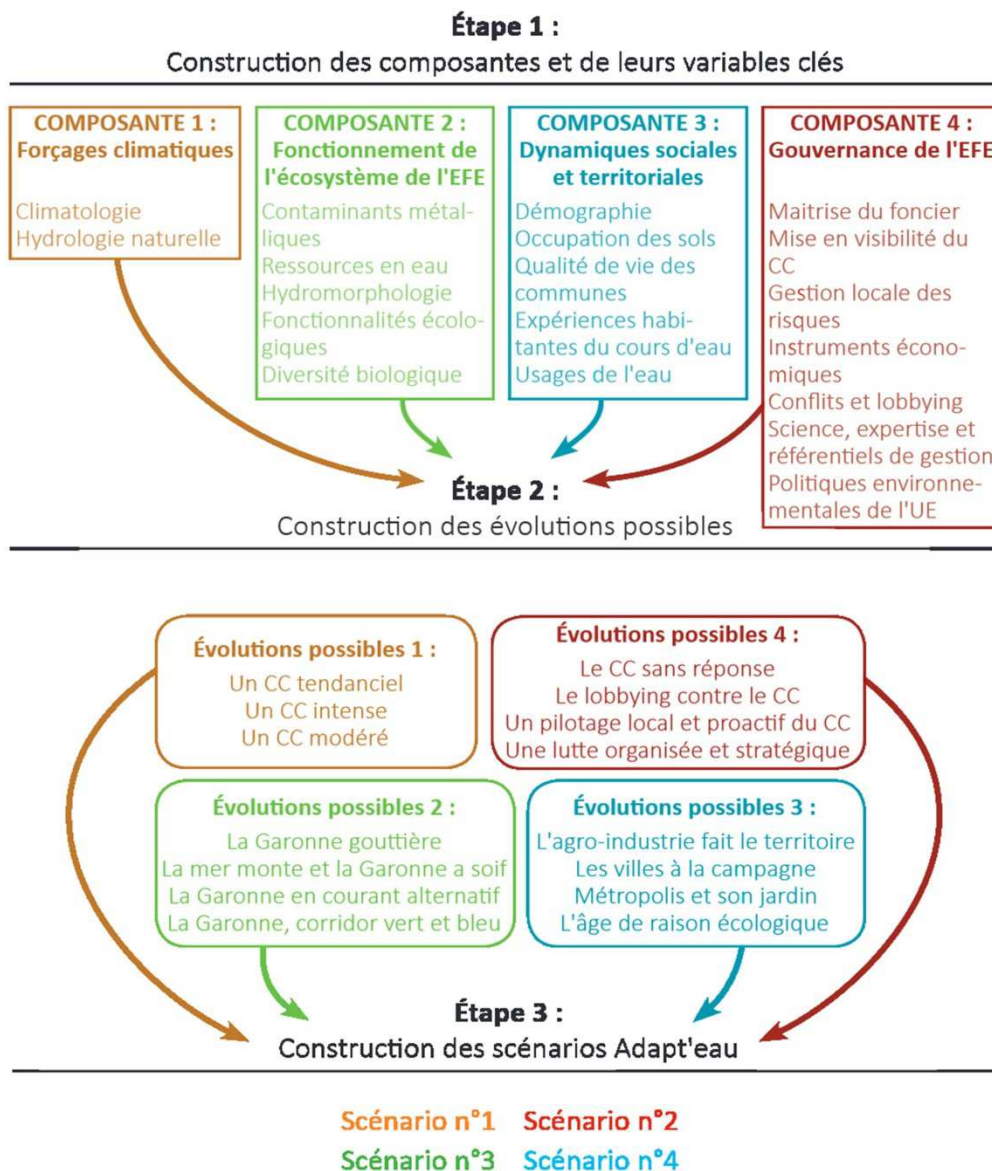 Étape 1 :
Construction des composantes et de leurs variables clés
COMPOSANTE 1 :
Forçages climatiques
Climatologie
Hydrologie naturelle
COMPOSANTE 2 :
Fonctionnement de
l'écosystème de l'EFE
Contaminants métal-
liques
Ressources en eau
Hydromorphologie
Fonctionnalités écolo-
giques
Diversité biologique
COMPOSANTE 3 :
Dynamiques sociales
et territoriales
Démographie
Occupation des sols
Qualité de vie des
communes
Expériences habi-
tantes du cours d'eau
Usages de l'eau
COMPOSANTE 4 :
Gouvernance de l'EFE
Maitrise du foncier
Mise en visibilité du
CC
Gestion locale des
risques
Instruments écono-
miques
Conflits et lobbying
Science, expertise et
référentiels de gestion
Politiques environne-
mentales de l'UE
Étape 2 :
Construction des évolutions possibles
Évolutions possibles 1 :
Un CC tendanciel
Un CC intense
Un CC modéré
Évolutions possibles 4 :
Le CC sans réponse
Le lobbying contre le CC
Un pilotage local et proactif du CC
Une lutte organisée et stratégique
Évolutions possibles 2 :
La Garonne gouttière
La mer monte et la Garonne a soif
La Garonne en courant alternatif
La Garonne, corridor vert et bleu
Évolutions possibles 3 :
L'agro-industrie fait le territoire
Les villes à la campagne
Métropolis et son jardin
L'âge de raison écologique
Étape 3 :
Construction des scénarios Adapt'eau
Scénario n°1 Scénario n°2
Scénario n°3 Scénario n°4